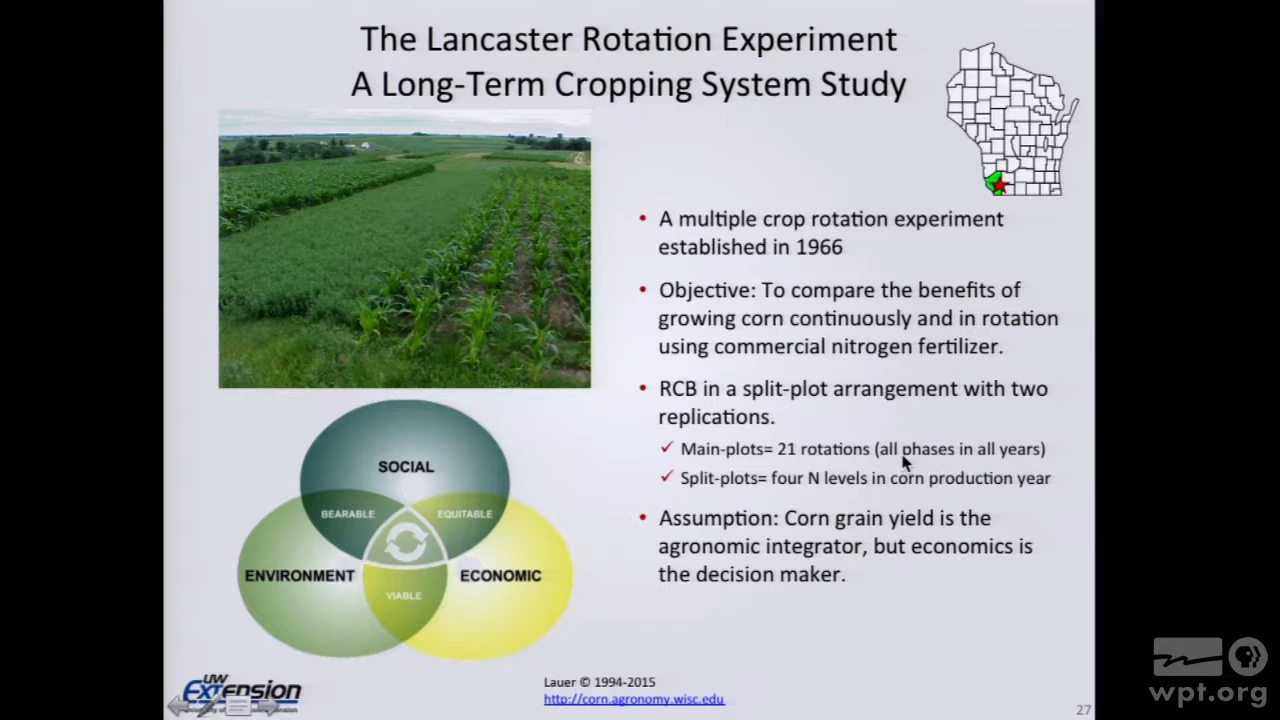 The Lancaster Rotation Experiment
A Long-Term Cropping System Study
• A multiple crop rotation experiment
established in 1966
• Objective: To compare the benefits of
growing corn continuously and in rotation
using commercial nitrogen fertilizer.
• RCB in a split-plot arrangement with two
replications.
✓ Main-plots= 21 rotations (all phases in all years)
✓ Split-plots= four N levels in corn production year
• Assumption: Corn grain yield is the
agronomic integrator, but economics is
the decision maker.
SOCIAL
BEARABLE
EQUITABLE
ENVIRONMENT
ECONOMIC
VIABLE
UW
Extension
Lauer © 1994-2015
http://corn.agronomy.wisc.edu
27
wpt.org